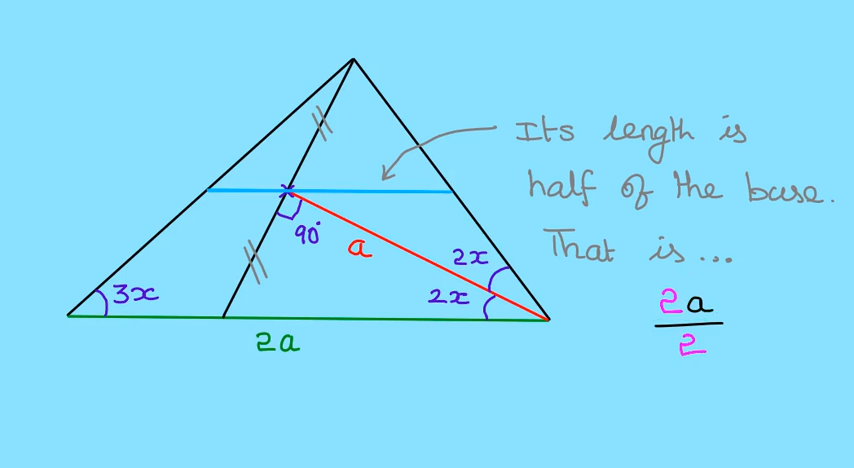 Its length is
half of the base.
90°
a
That is...
2x
3x
2x
2a
2
2a